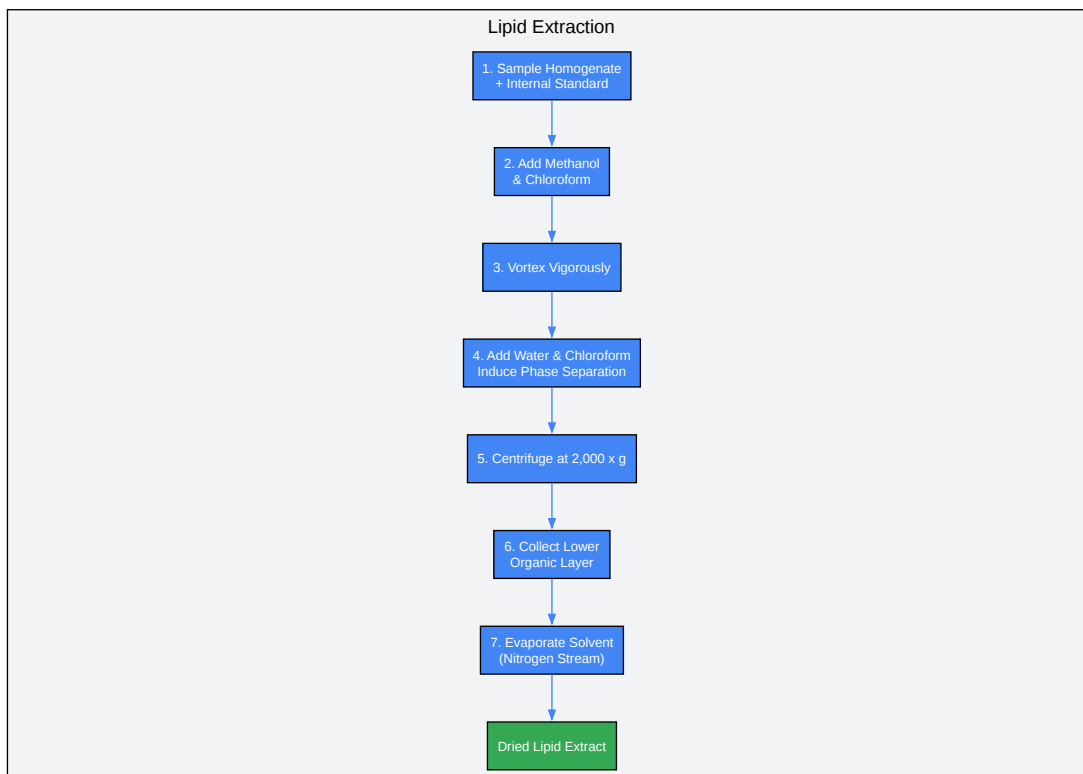 Lipid Extraction
1. Sample Homogenate
+ Internal Standard
2. Add Methanol
& Chloroform
3. Vortex Vigorously
4. Add Water & Chloroform
Induce Phase Separation
5. Centrifuge at 2,000 x g
6. Collect Lower
Organic Layer
7. Evaporate Solvent
(Nitrogen Stream)
Dried Lipid Extract